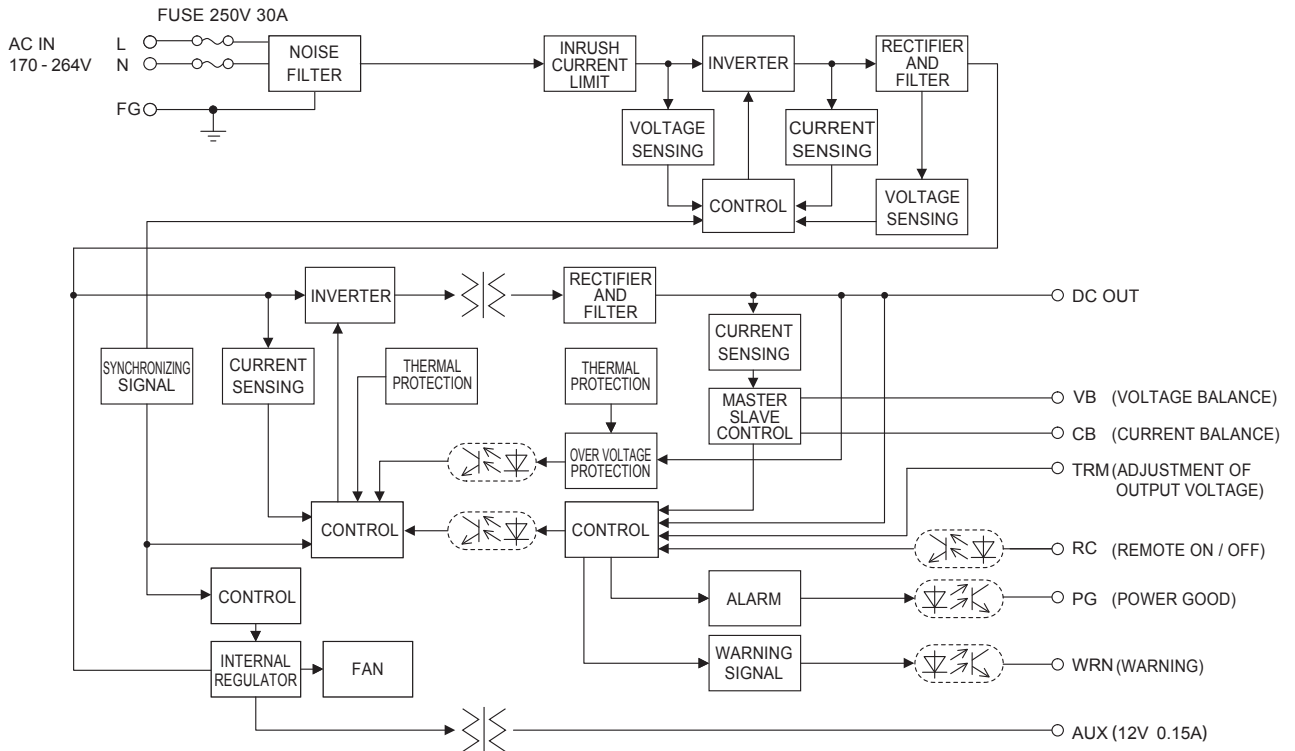 FUSE 250V 30A
AC IN
170 - 264V
L
N
FG
NOISE
FILTER
INRUSH
CURRENT
LIMIT
INVERTER
RECTIFIER
AND
FILTER
VOLTAGE
SENSING
CURRENT
SENSING
CONTROL
VOLTAGE
SENSING
INVERTER
RECTIFIER
AND
FILTER
DC OUT
SYNCHRONIZING
SIGNAL
CURRENT
SENSING
THERMAL
PROTECTION
THERMAL
PROTECTION
CURRENT
SENSING
MASTER
SLAVE
CONTROL
VB (VOLTAGE BALANCE)
CB (CURRENT BALANCE)
OVER VOLTAGE
PROTECTION
TRM (ADJUSTMENT OF
OUTPUT VOLTAGE)
CONTROL
CONTROL
RC (REMOTE ON / OFF)
CONTROL
ALARM
PG (POWER GOOD)
INTERNAL
REGULATOR
FAN
WARNING
SIGNAL
WRN (WARNING)
AUX (12V 0.15A)